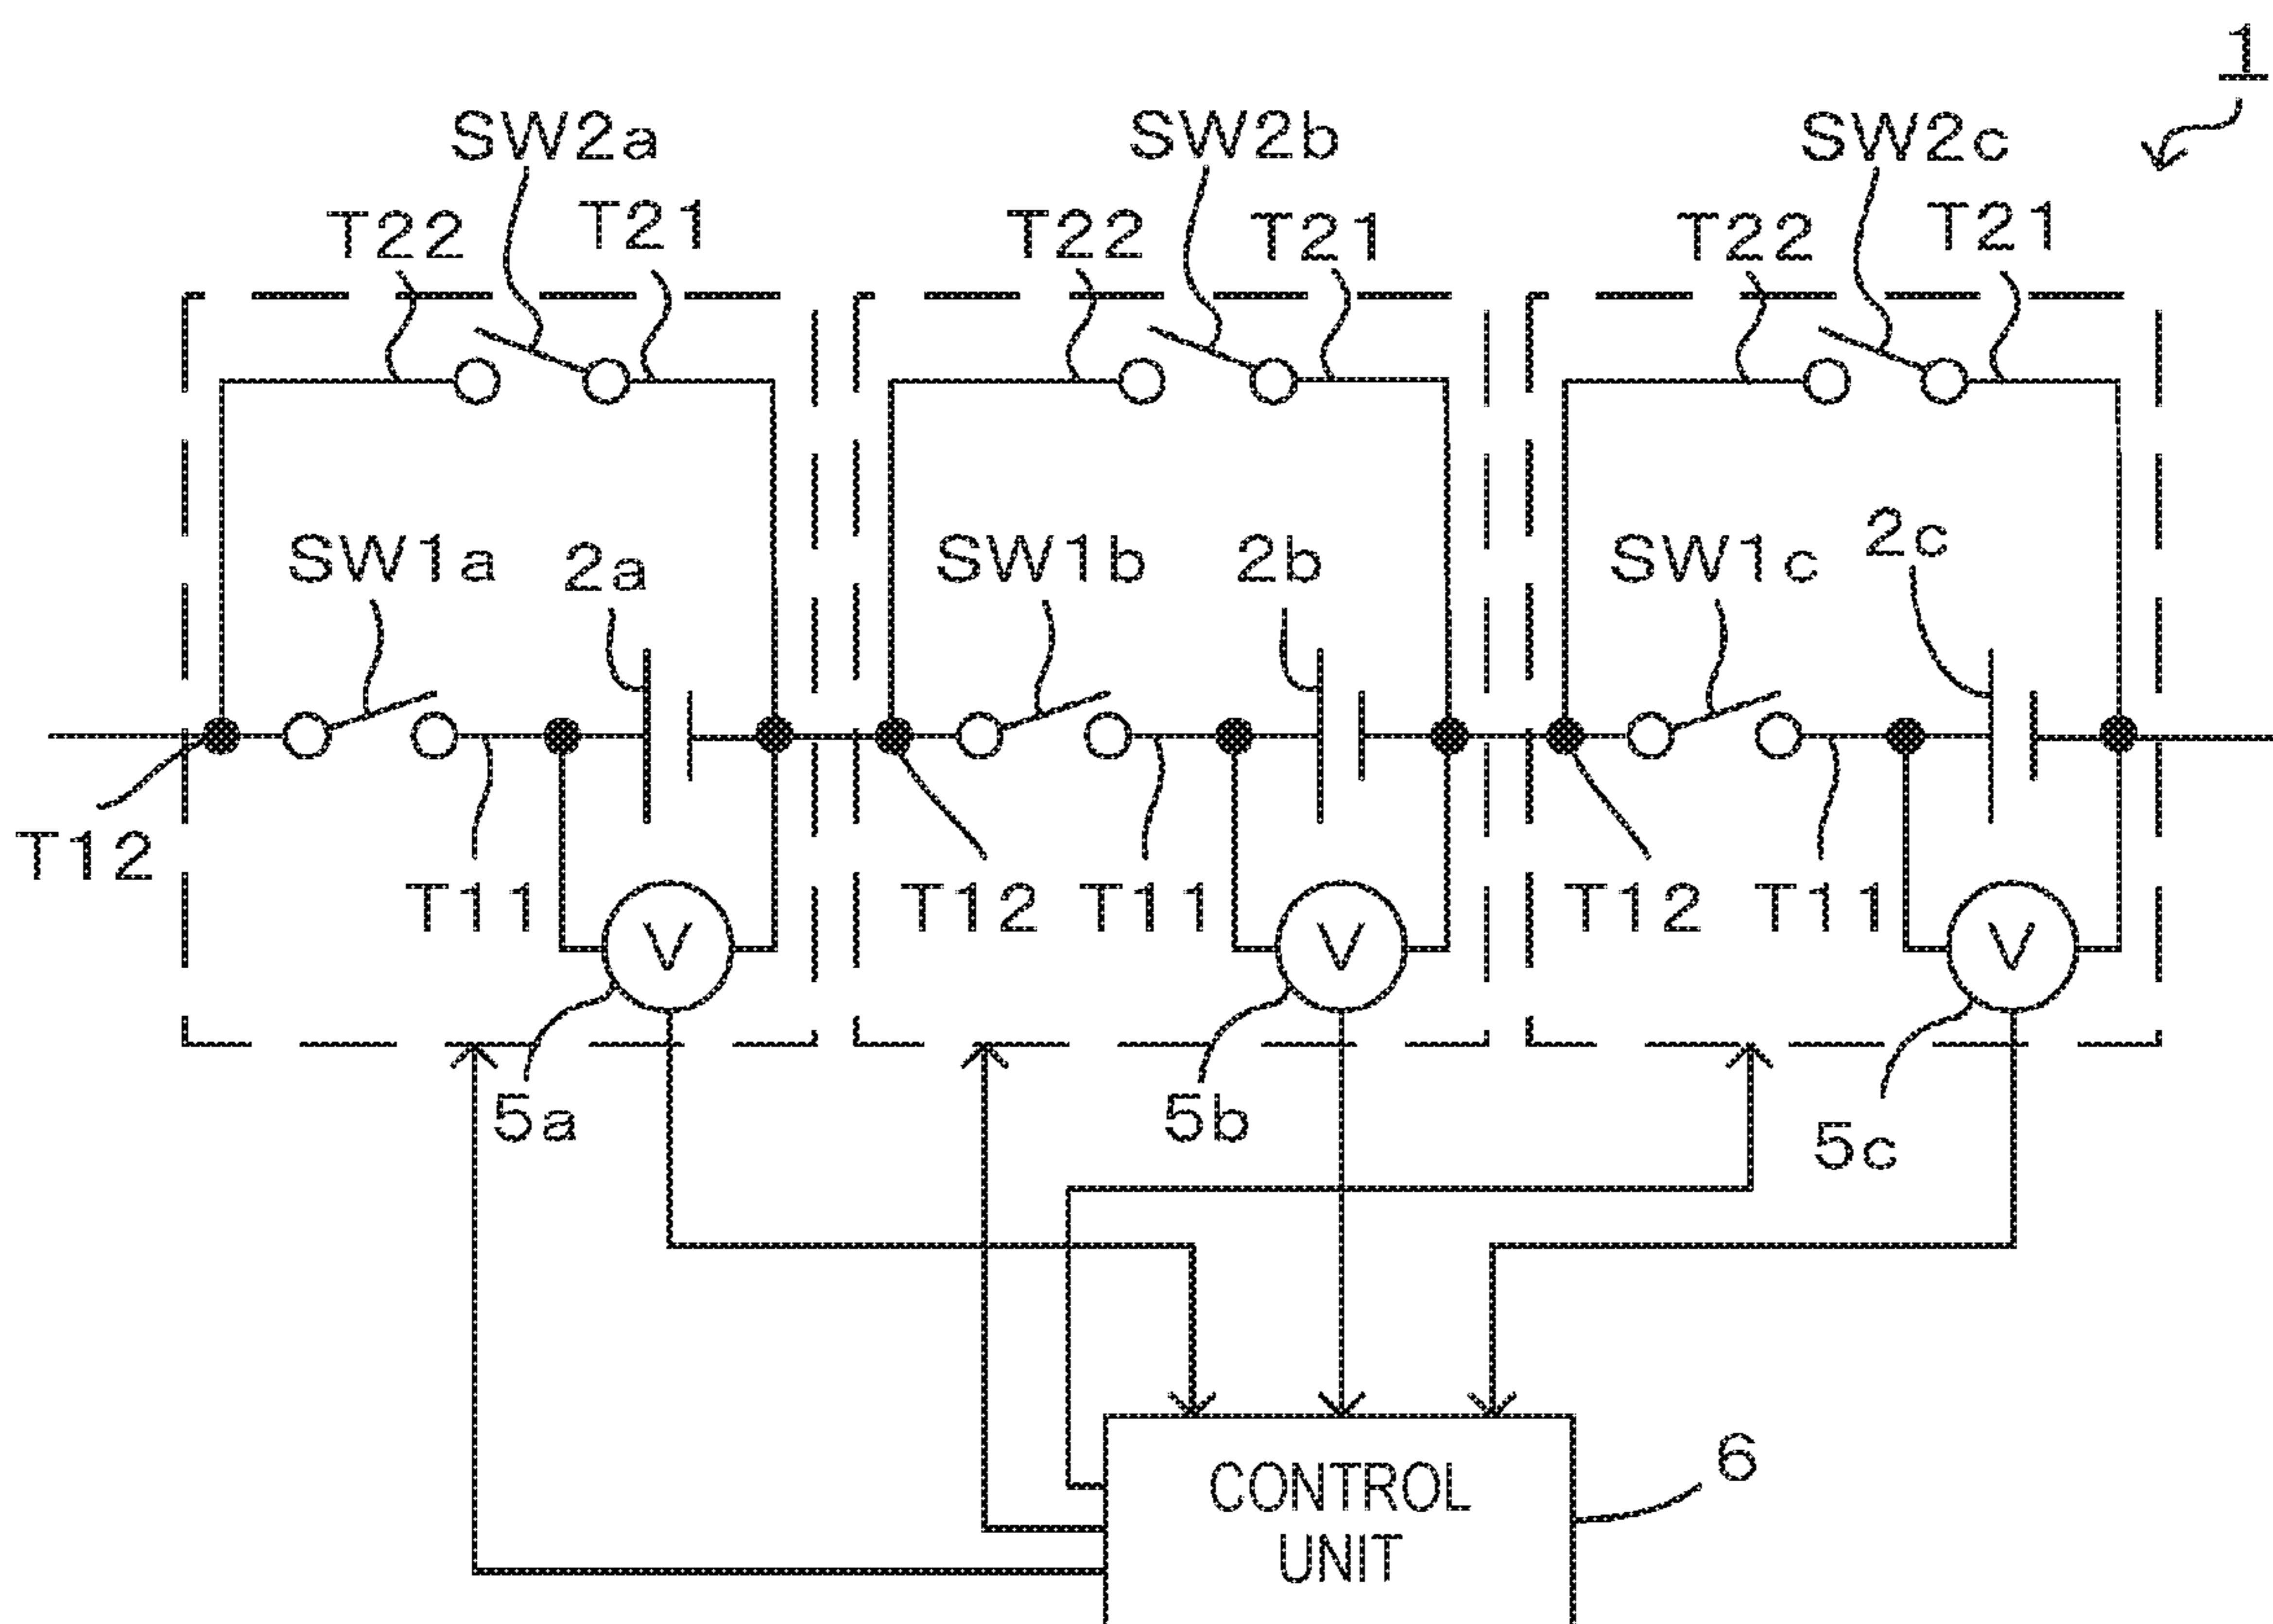 1
SW2a
SW2b
SW2c
T22
T21
T22
T21
T22
T21
SW1a
2a
SW1b
2b
SW1c
2c
T12
T11
T12
T11
T12
T11
V
V
V
5a
5b
5c
CONTROL
UNIT
6